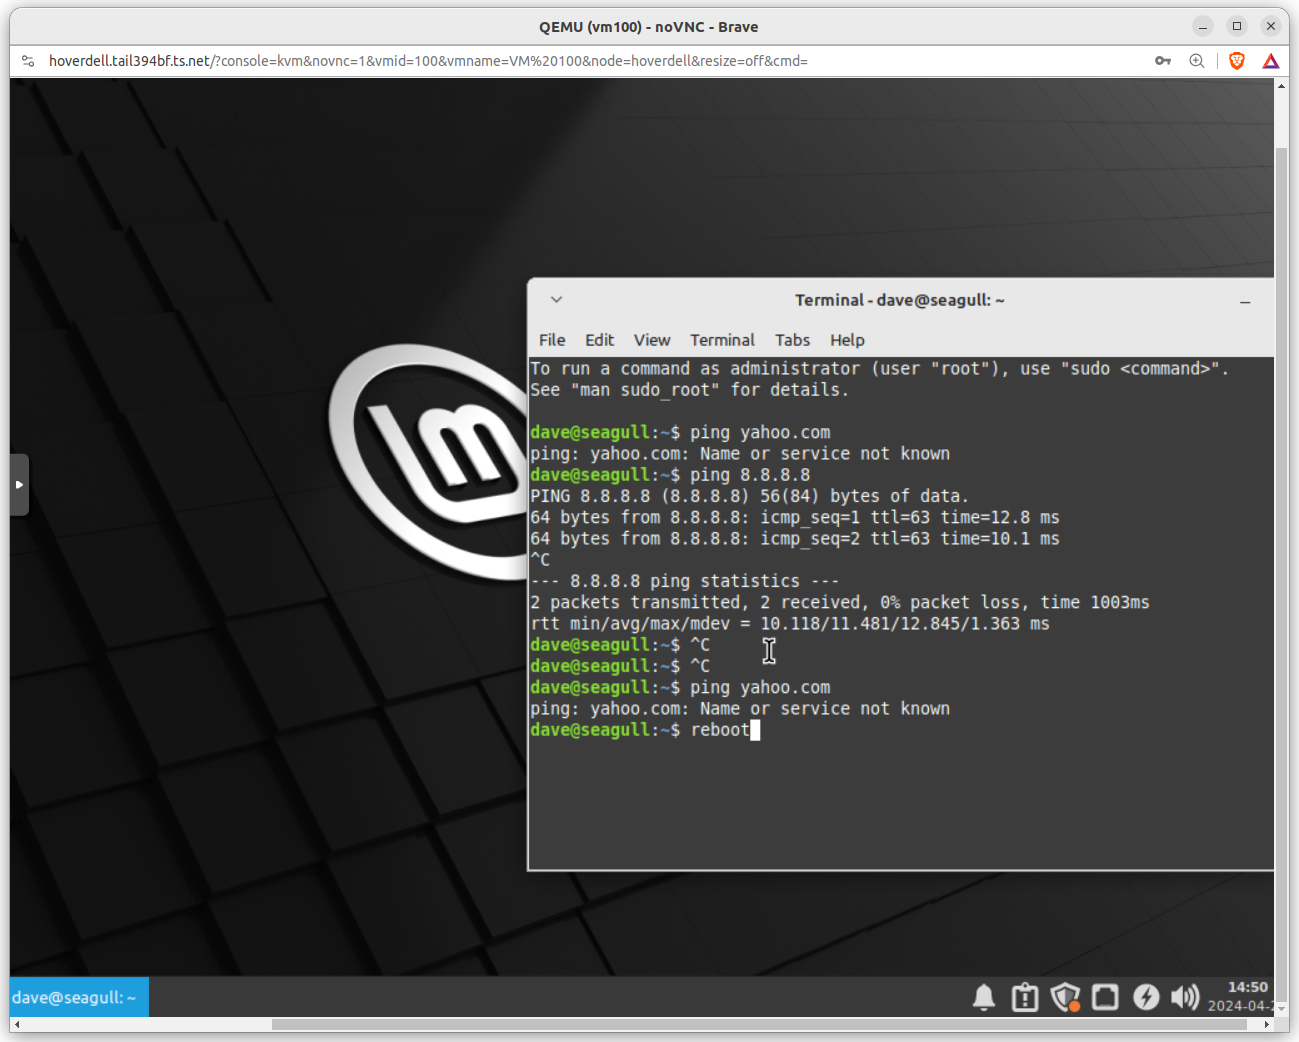 QEMU (vm100) - noVNC - Brave
hoverdell.tail394bf.ts.net/?console=kvm&novnc=1&vmid=100&vmname=VM%20100&node=hoverdell&resize=off&cmd=
Terminal - dave@seagull: ~
File Edit View Terminal Tabs Help
To run a command as administrator (user "root"), use "sudo <command>".
See "man sudo_root" for details.
dave@seagull:~$ ping yahoo.com
ping: yahoo.com: Name or service not known
dave@seagull:~$ ping 8.8.8.8
PING 8.8.8.8 (8.8.8.8) 56(84) bytes of data.
64 bytes from 8.8.8.8: icmp_seq=1 ttl=63 time=12.8 ms
64 bytes from 8.8.8.8: icmp_seq=2 ttl=63 time=10.1 ms
^C
--- 8.8.8.8 ping statistics ---
2 packets transmitted, 2 received, 0% packet loss, time 1003ms
rtt min/avg/max/mdev = 10.118/11.481/12.845/1.363 ms
dave@seagull:~$ ^C
dave@seagull:~$ ^C
dave@seagull:~$ ping yahoo.com
ping: yahoo.com: Name or service not known
dave@seagull:~$ reboot
dave@seagull: ~
14:50
2024-04-